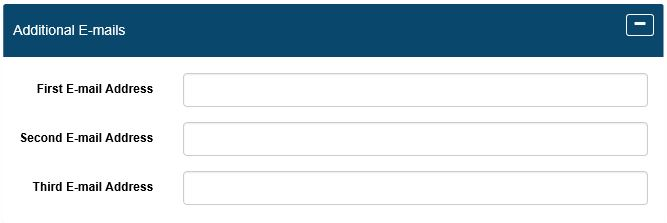 Additional E-mails
First E-mail Address
Second E-mail Address
Third E-mail Address